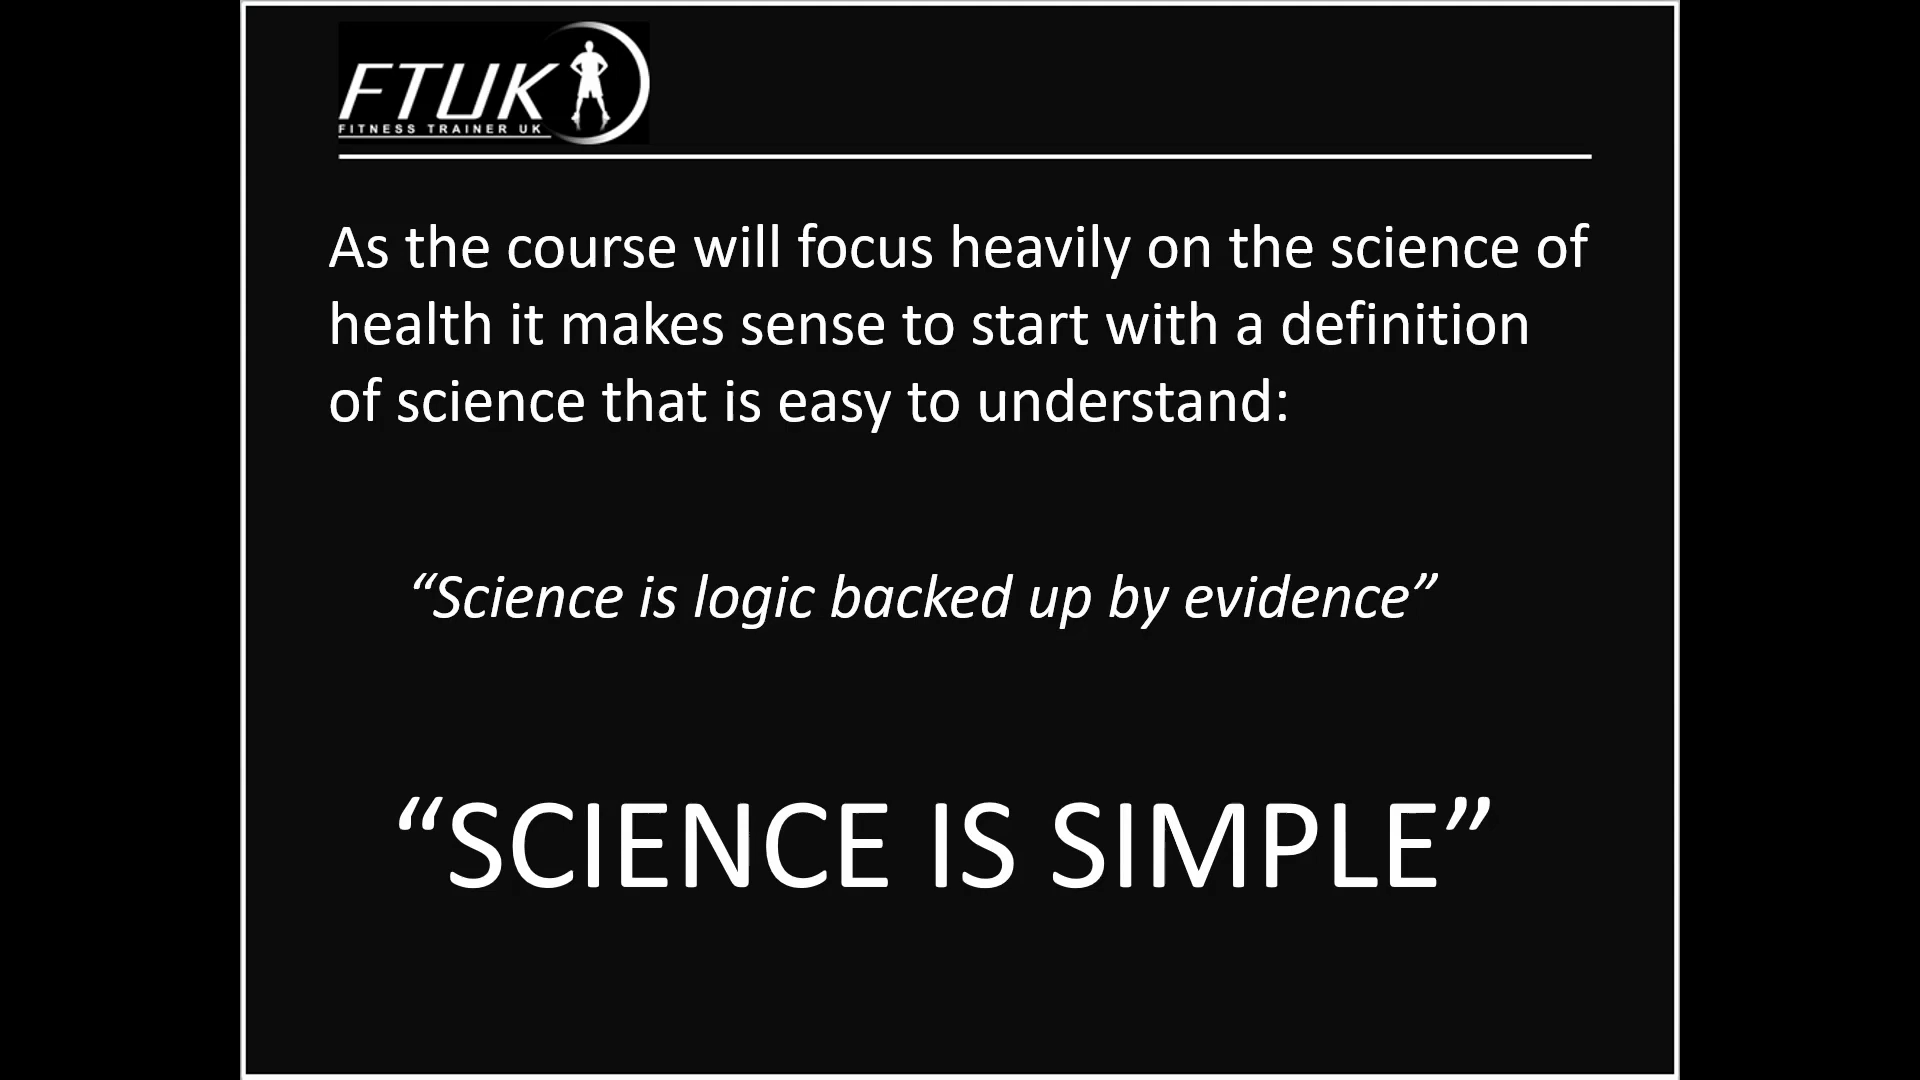 FTUK
FITNESS TRAINER UK
As the course will focus heavily on the science of
health it makes sense to start with a definition
of science that is easy to understand:
“Science is logic backed up by evidence”
“SCIENCE IS SIMPLE”